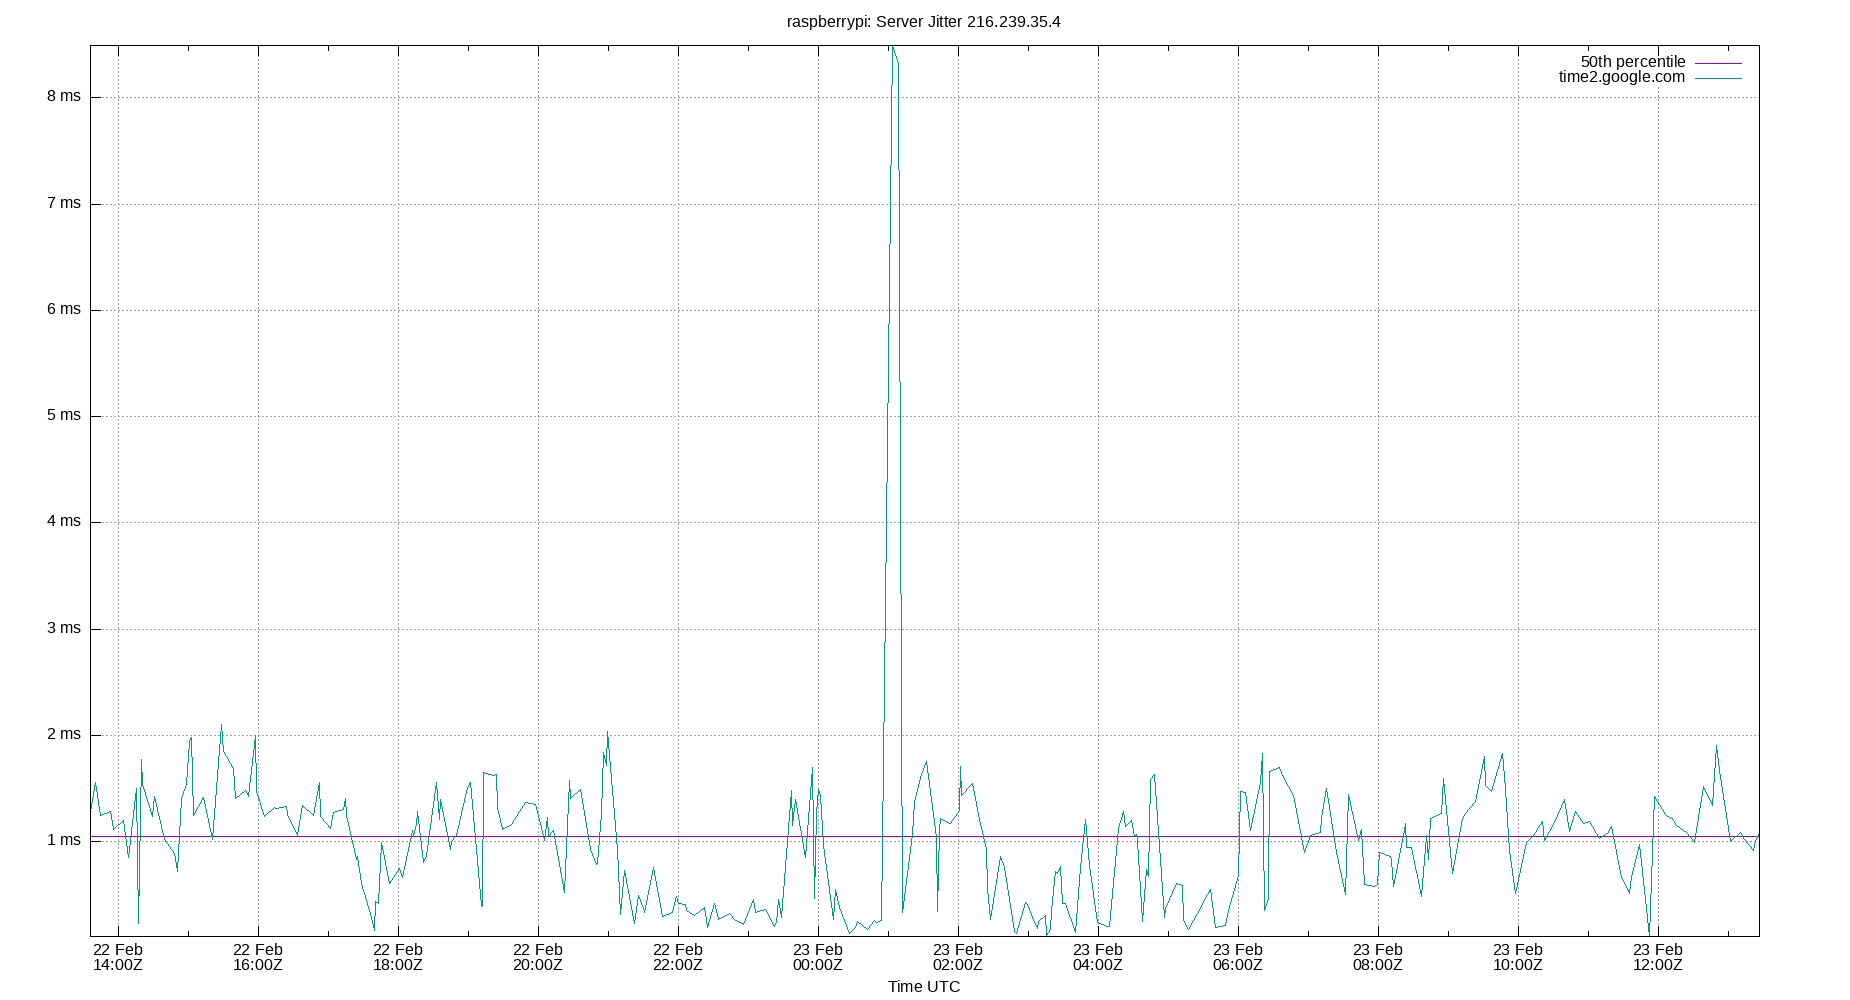 raspberrypi: Server Jitter 216.239.35.4
50th percentile
time2.google.com
8 ms
7 ms
6 ms
5 ms
4 ms
3 ms
2 ms
1 ms
22 Feb 22 Feb 22 Feb 22 Feb 22 Feb 23 Feb 23 Feb 23 Feb 23 Feb 23 Feb 23 Feb 23 Feb
14:00Z 16:00Z 18:00Z 20:00Z 22:00Z 00:00Z 02:00Z 04:00Z 06:00Z 08:00Z 10:00Z 12:00Z
Time UTC